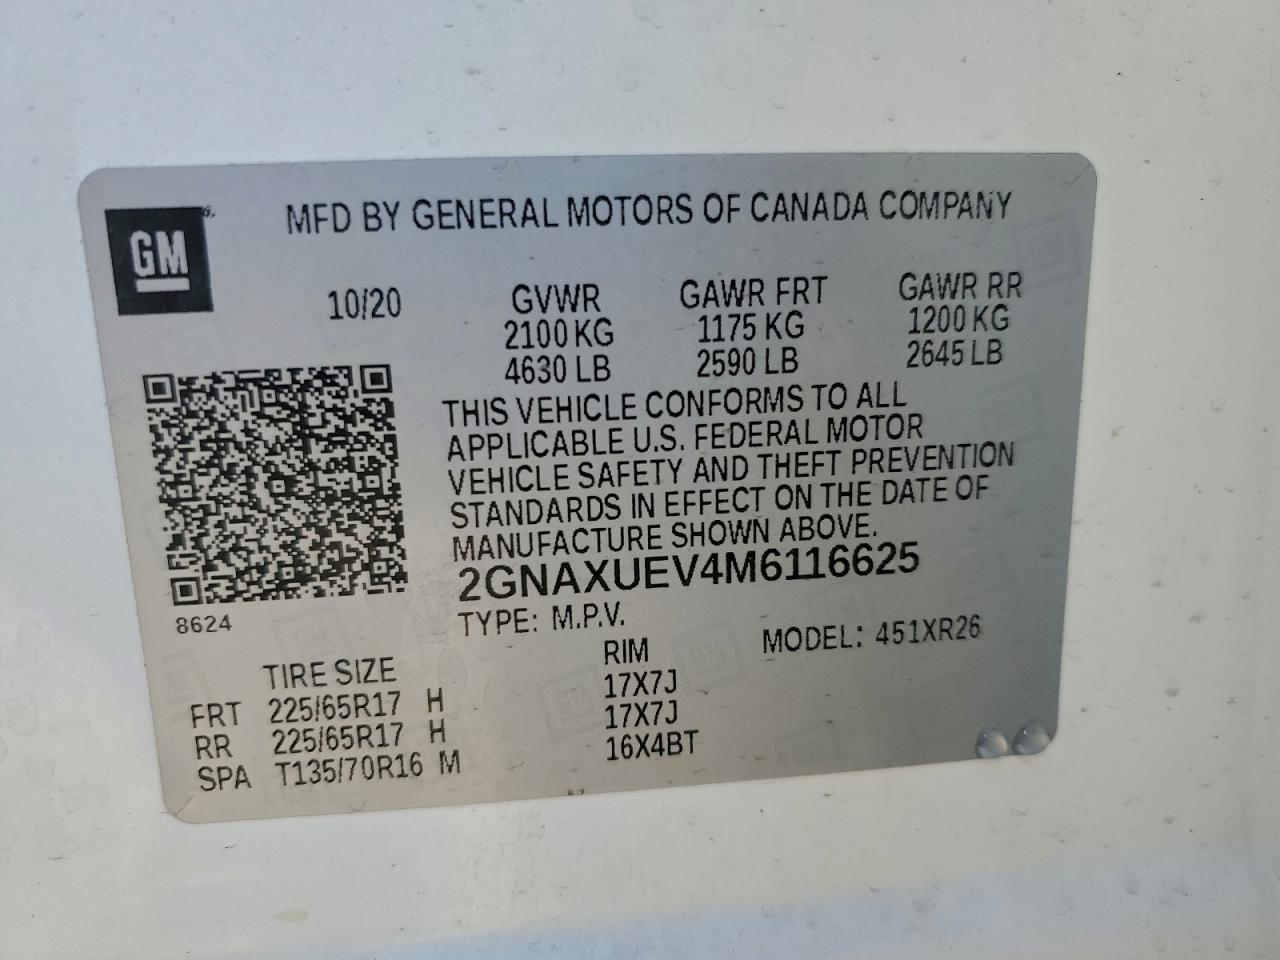 GM
MFD BY GENERAL MOTORS OF CANADA COMPANY
10/20 GVWR GAWR FRT GAWR RR
2100 KG 1175 KG 1200 KG
4630 LB 2590 LB 2645 LB
THIS VEHICLE CONFORMS TO ALL
APPLICABLE U.S. FEDERAL MOTOR
VEHICLE SAFETY AND THEFT PREVENTION
STANDARDS IN EFFECT ON THE DATE OF
MANUFACTURE SHOWN ABOVE.
2GNAXUEV4M6116625
8624
TYPE: M.P.V. MODEL: 451XR26
TIRE SIZE RIM
FRT 225/65R17 H 17X7J
RR 225/65R17 H 17X7J
SPA T135/70R16 M 16X4BT